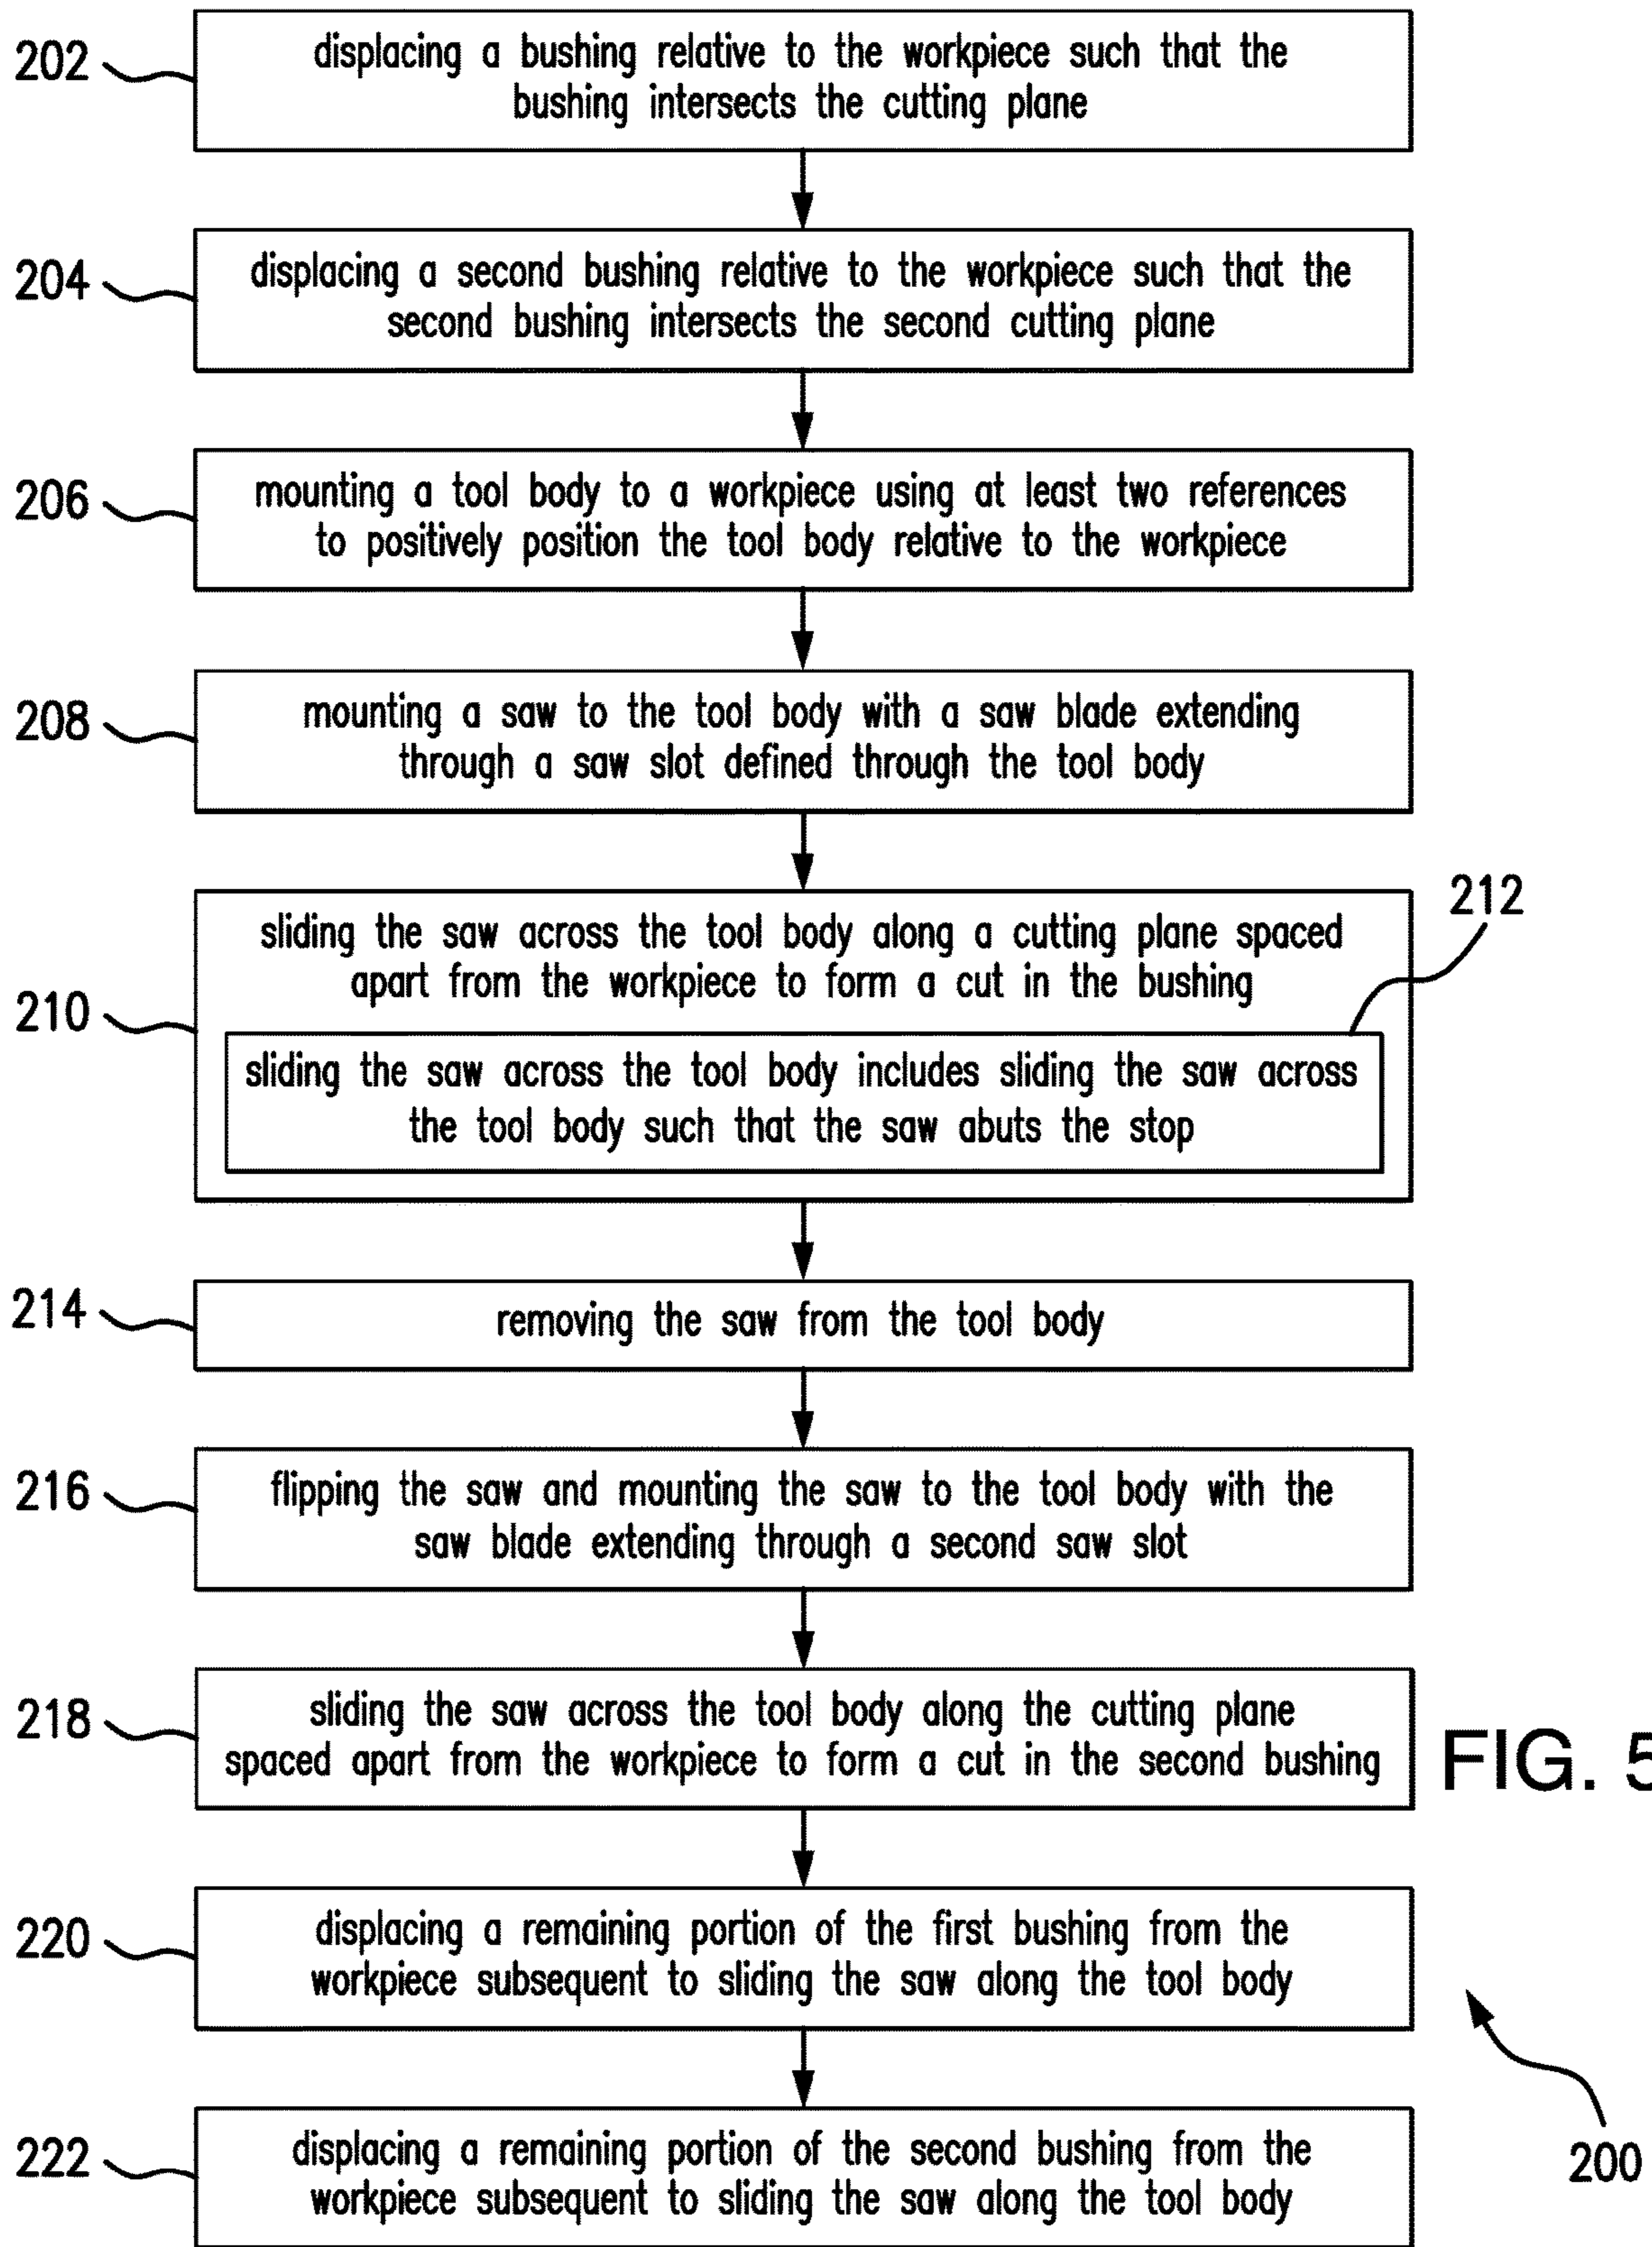 202
displacing a bushing relative to the workpiece such that the
bushing intersects the cutting plane
204
displacing a second bushing relative to the workpiece such that the
second bushing intersects the second cutting plane
206
mounting a tool body to a workpiece using at least two references
to positively position the tool body relative to the workpiece
208
mounting a saw to the tool body with a saw blade extending
through a saw slot defined through the tool body
212
210
sliding the saw across the tool body along a cutting plane spaced
apart from the workpiece to form a cut in the bushing
sliding the saw across the tool body includes sliding the saw across
the tool body such that the saw abuts the stop
214
removing the saw from the tool body
216
flipping the saw and mounting the saw to the tool body with the
saw blade extending through a second saw slot
218
sliding the saw across the tool body along the cutting plane
spaced apart from the workpiece to form a cut in the second bushing
FIG. 5
220
displacing a remaining portion of the first bushing from the
workpiece subsequent to sliding the saw along the tool body
222
displacing a remaining portion of the second bushing from the
workpiece subsequent to sliding the saw along the tool body
200